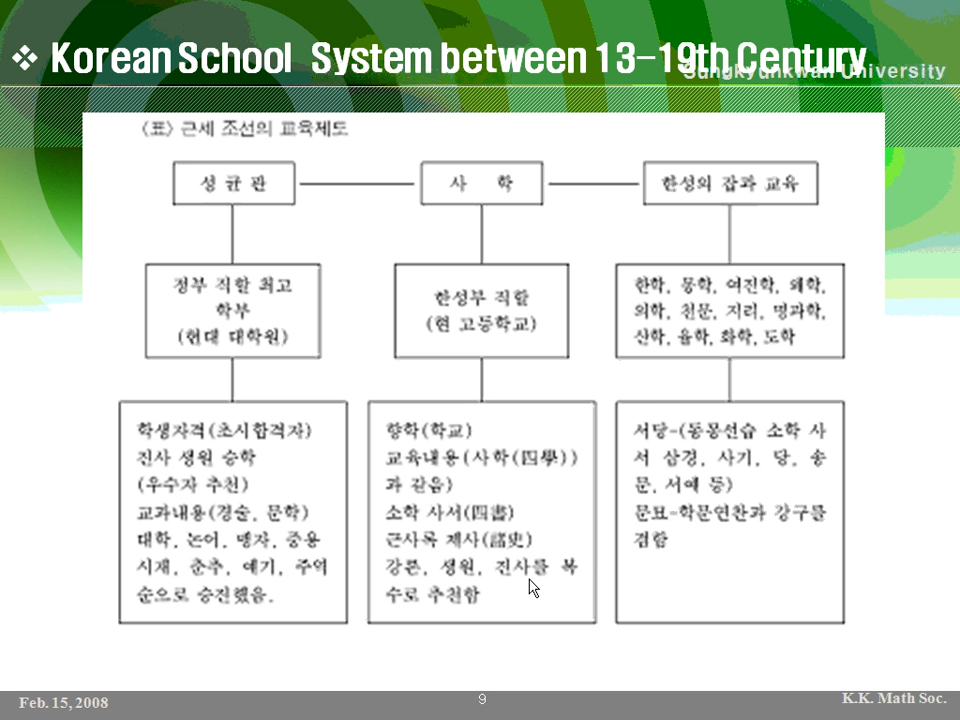 ❖ Korean School System between 13-19th Century
Sungkyunkwan University
〈표〉 근세 조선의 교육제도
성 균 관
사 학
한성의 잡과 교육
정부 직할 최고
학부
(현대 대학원)
한성부 직할
(현 고등학교)
한학, 몽학, 여진학, 왜학,
의학, 천문, 지리, 명과학,
산학, 율학, 화학, 도학
학생자격(초시합격자)
진사 생원 승학
(우수자 추천)
교과내용(경술, 문학)
대학, 논어, 맹자, 중용
시재, 춘추, 예기, 주역
순으로 승진했음.
향학(학교)
교육내용(사학(四學))
과 같음)
소학 사서(四書)
근사록 제사(諸史)
강론, 생원, 진사를 복
수로 추천함
서당-(동몽선습 소학 사
서 삼경, 사기, 당, 송
문, 서예 등)
문묘-학문연찬과 강구를
겸함
Feb. 15, 2008
9
K.K. Math Soc.